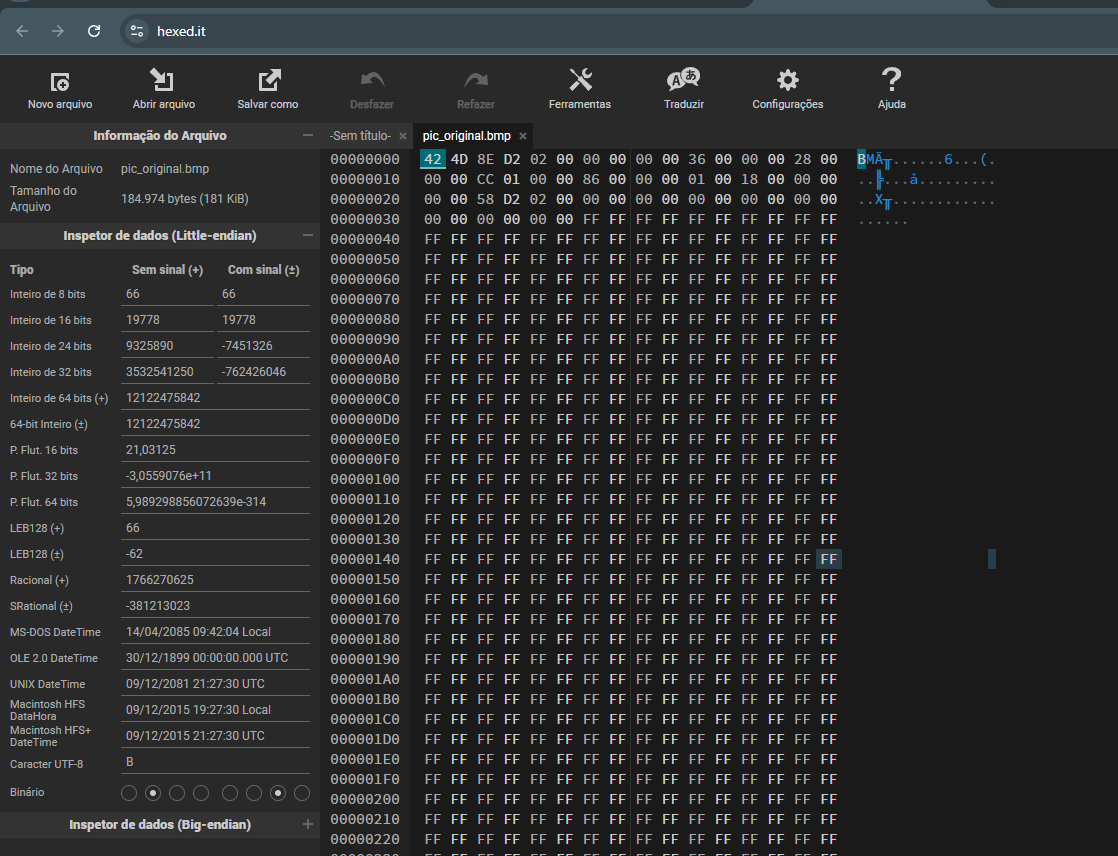 hexed.it
Novo arquivo
Abrir arquivo
Salvar como
Desfazer
Refazer
Ferramentas
Traduzir
Configurações
Ajuda
Informação do Arquivo
Nome do Arquivo pic_original.bmp
Tamanho do Arquivo 184.974 bytes (181 KiB)
Inspetor de dados (Little-endian)
Tipo Sem sinal (+) Com sinal (±)
Inteiro de 8 bits 66 66
Inteiro de 16 bits 19778 19778
Inteiro de 24 bits 9325890 -7451326
Inteiro de 32 bits 3532541250 -762426046
Inteiro de 64 bits (+) 12122475842
64-bit Inteiro (±) 12122475842
P. Flut. 16 bits 21,03125
P. Flut. 32 bits -3,0559076e+11
P. Flut. 64 bits 5,989298856072639e-314
LEB128 (+) 66
LEB128 (±) -62
Racional (+) 1766270625
SRational (±) -381213023
MS-DOS DateTime 14/04/2085 09:42:04 Local
OLE 2.0 DateTime 30/12/1899 00:00:00.000 UTC
UNIX DateTime 09/12/2081 21:27:30 UTC
Macintosh HFS DataHora 09/12/2015 19:27:30 Local
Macintosh HFS+ DateTime 09/12/2015 21:27:30 UTC
Caracter UTF-8 B
Binário
Inspetor de dados (Big-endian)
-Sem título- × pic_original.bmp ×
00000000 42 4D 8E D2 02 00 00 00 00 00 36 00 00 00 28 00 BMÄ╥......6...(.
00000010 00 00 CC 01 00 00 86 00 00 00 01 00 18 00 00 00 ..╠...å.........
00000020 00 00 58 D2 02 00 00 00 00 00 00 00 00 00 00 00 ..X╥............
00000030 00 00 00 00 00 00 FF FF FF FF FF FF FF FF FF FF ......
00000040 FF FF FF FF FF FF FF FF FF FF FF FF FF FF FF FF
00000050 FF FF FF FF FF FF FF FF FF FF FF FF FF FF FF FF
00000060 FF FF FF FF FF FF FF FF FF FF FF FF FF FF FF FF
00000070 FF FF FF FF FF FF FF FF FF FF FF FF FF FF FF FF
00000080 FF FF FF FF FF FF FF FF FF FF FF FF FF FF FF FF
00000090 FF FF FF FF FF FF FF FF FF FF FF FF FF FF FF FF
000000A0 FF FF FF FF FF FF FF FF FF FF FF FF FF FF FF FF
000000B0 FF FF FF FF FF FF FF FF FF FF FF FF FF FF FF FF
000000C0 FF FF FF FF FF FF FF FF FF FF FF FF FF FF FF FF
000000D0 FF FF FF FF FF FF FF FF FF FF FF FF FF FF FF FF
000000E0 FF FF FF FF FF FF FF FF FF FF FF FF FF FF FF FF
000000F0 FF FF FF FF FF FF FF FF FF FF FF FF FF FF FF FF
00000100 FF FF FF FF FF FF FF FF FF FF FF FF FF FF FF FF
00000110 FF FF FF FF FF FF FF FF FF FF FF FF FF FF FF FF
00000120 FF FF FF FF FF FF FF FF FF FF FF FF FF FF FF FF
00000130 FF FF FF FF FF FF FF FF FF FF FF FF FF FF FF FF
00000140 FF FF FF FF FF FF FF FF FF FF FF FF FF FF FF FF
00000150 FF FF FF FF FF FF FF FF FF FF FF FF FF FF FF FF
00000160 FF FF FF FF FF FF FF FF FF FF FF FF FF FF FF FF
00000170 FF FF FF FF FF FF FF FF FF FF FF FF FF FF FF FF
00000180 FF FF FF FF FF FF FF FF FF FF FF FF FF FF FF FF
00000190 FF FF FF FF FF FF FF FF FF FF FF FF FF FF FF FF
000001A0 FF FF FF FF FF FF FF FF FF FF FF FF FF FF FF FF
000001B0 FF FF FF FF FF FF FF FF FF FF FF FF FF FF FF FF
000001C0 FF FF FF FF FF FF FF FF FF FF FF FF FF FF FF FF
000001D0 FF FF FF FF FF FF FF FF FF FF FF FF FF FF FF FF
000001E0 FF FF FF FF FF FF FF FF FF FF FF FF FF FF FF FF
000001F0 FF FF FF FF FF FF FF FF FF FF FF FF FF FF FF FF
00000200 FF FF FF FF FF FF FF FF FF FF FF FF FF FF FF FF
00000210 FF FF FF FF FF FF FF FF FF FF FF FF FF FF FF FF
00000220 FF FF FF FF FF FF FF FF FF FF FF FF FF FF FF FF